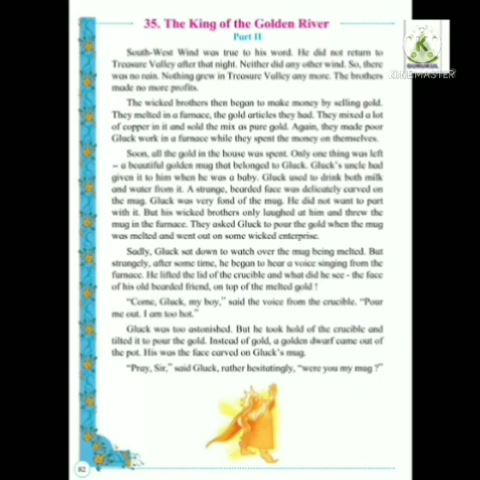 35. The King of the Golden River
Part II
South-West Wind was true to his word. He did not return to
Treasure Valley after that night. Neither did any other wind. So, there
was no rain. Nothing grew in Treasure Valley any more. The brothers
made no more profits.
The wicked brothers then began to make money by selling gold.
They melted in a furnace, the gold articles they had. They mixed a lot
of copper in it and sold the mix as pure gold. Again, they made poor
Gluck work in a furnace while they spent the money on themselves.
Soon, all the gold in the house was spent. Only one thing was left
– a beautiful golden mug that belonged to Gluck. Gluck's uncle had
given it to him when he was a baby. Gluck used to drink both milk
and water from it. A strange, bearded face was delicately carved on
the mug. Gluck was very fond of the mug. He did not want to part
with it. But his wicked brothers only laughed at him and threw the
mug in the furnace. They asked Gluck to pour the gold when the mug
was melted and went out on some wicked enterprise.
Sadly, Gluck sat down to watch over the mug being melted. But
strangely, after some time, he began to hear a voice singing from the
furnace. He lifted the lid of the crucible and what did he see - the face
of his old bearded friend, on top of the melted gold !
"Come, Gluck, my boy," said the voice from the crucible. "Pour
me out. I am too hot."
Gluck was too astonished. But he took hold of the crucible and
tilted it to pour the gold. Instead of gold, a golden dwarf came out of
the pot. His was the face carved on Gluck's mug.
"Pray, Sir," said Gluck, rather hesitatingly, "were you my mug ?"
82
K
GURUKUL
ONEMASTER